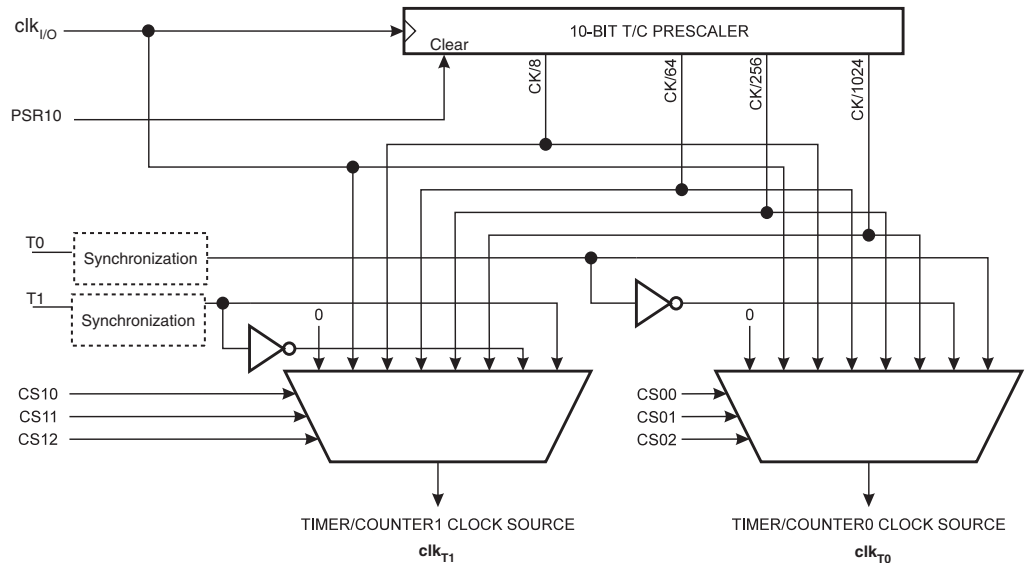 clkI/O
10-BIT T/C PRESCALER
Clear
CK/8
CK/64
CK/256
CK/1024
PSR10
T0
Synchronization
T1
Synchronization
0
0
CS10
CS11
CS12
CS00
CS01
CS02
TIMER/COUNTER1 CLOCK SOURCE
clkT1
TIMER/COUNTER0 CLOCK SOURCE
clkT0